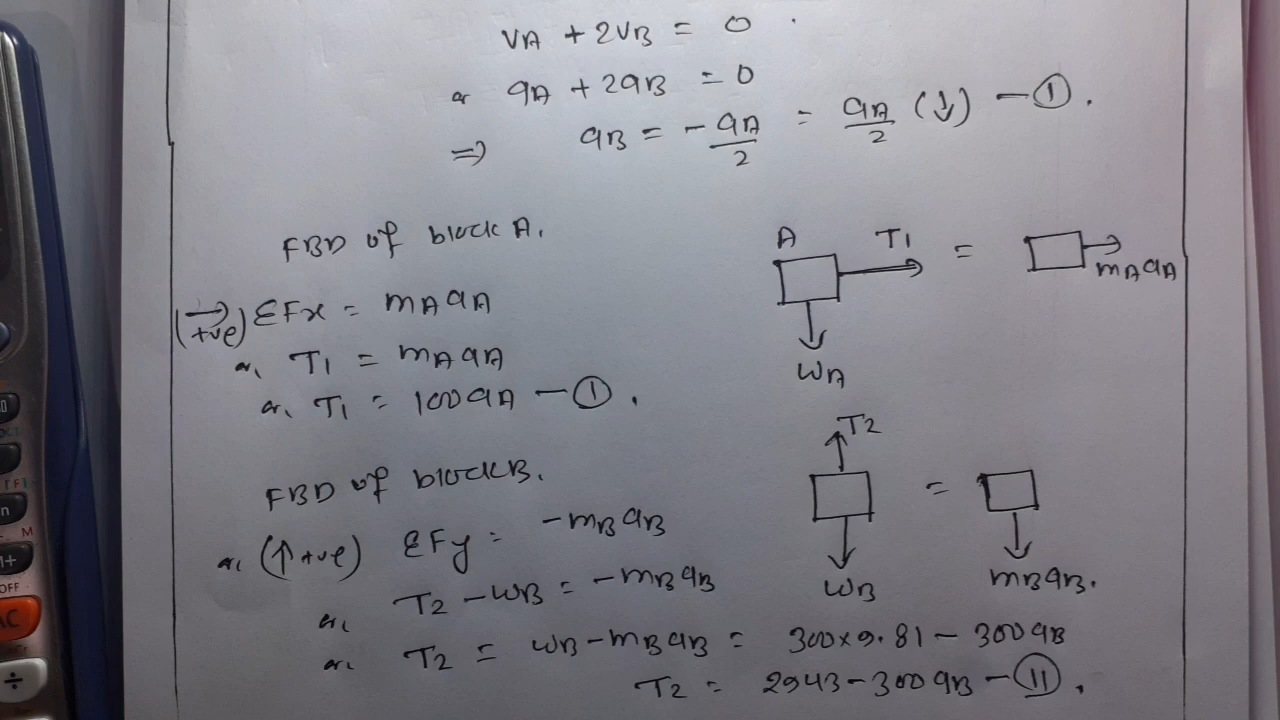 VA + 2VB = 0 .
or aA + 2aB = 0
=> aB = -aA/2 = aA/2 (↓) — ① .
FBD of block A.
A T1 = mAaA
WA
(→ +ve) ΣFx = mAaA
or, T1 = mAaA
or, T1 = 100aA — ① .
FBD of block B.
T2 =
WB mBaB.
or, (↑ +ve) ΣFy = -mBaB
or, T2 - WB = -mBaB
or, T2 = WB - mBaB = 300×9.81 - 300aB
T2 = 2943 - 300aB — ⑪ .
M
M+
OFF
AC
÷